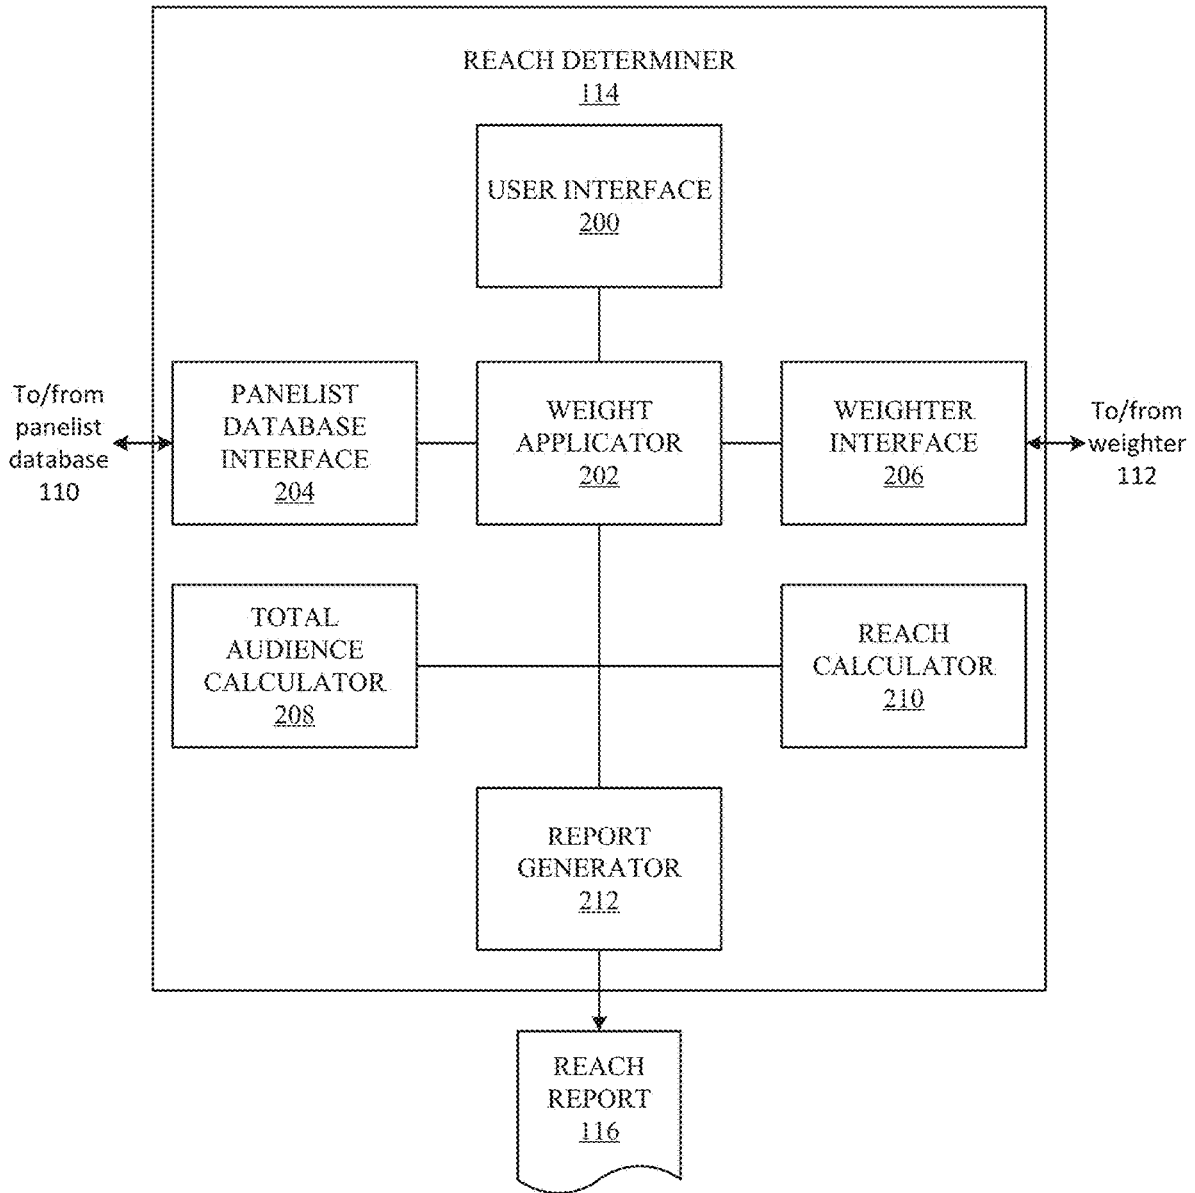 REACH DETERMINER
114
USER INTERFACE
200
To/from
panelist
database
110
PANELIST
DATABASE
INTERFACE
204
WEIGHT
APPLICATOR
202
WEIGHTER
INTERFACE
206
To/from
weighter
112
TOTAL
AUDIENCE
CALCULATOR
208
REACH
CALCULATOR
210
REPORT
GENERATOR
212
REACH
REPORT
116